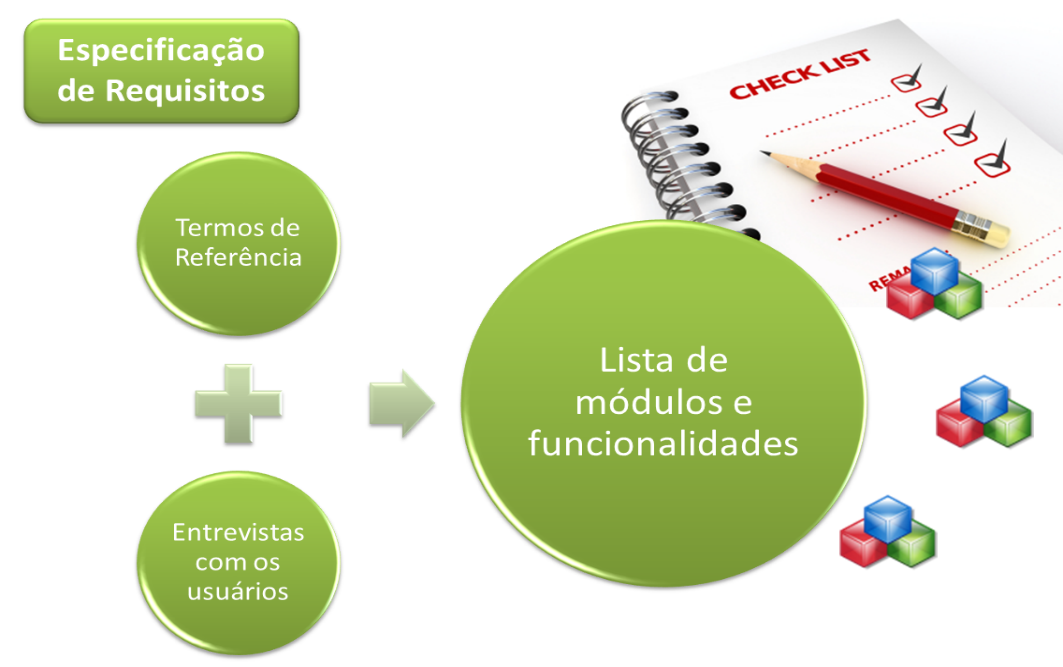 Especificação
de Requisitos
CHECK LIST
Termos de
Referência
Lista de
módulos e
funcionalidades
Entrevistas
com os
usuários